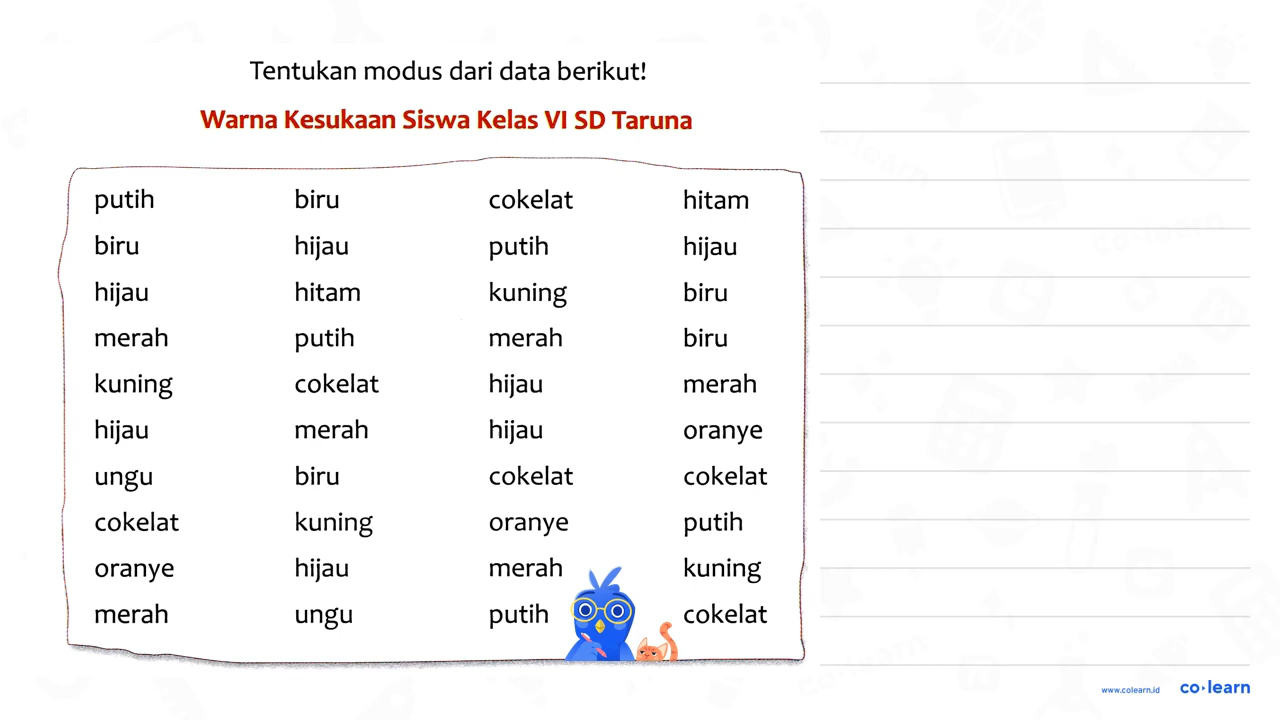 Tentukan modus dari data berikut!
Warna Kesukaan Siswa Kelas VI SD Taruna
putih biru cokelat hitam
biru hijau putih hijau
hijau hitam kuning biru
merah putih merah biru
kuning cokelat hijau merah
hijau merah hijau oranye
ungu biru cokelat cokelat
cokelat kuning oranye putih
oranye hijau merah kuning
merah ungu putih cokelat
www.colearn.id co·learn